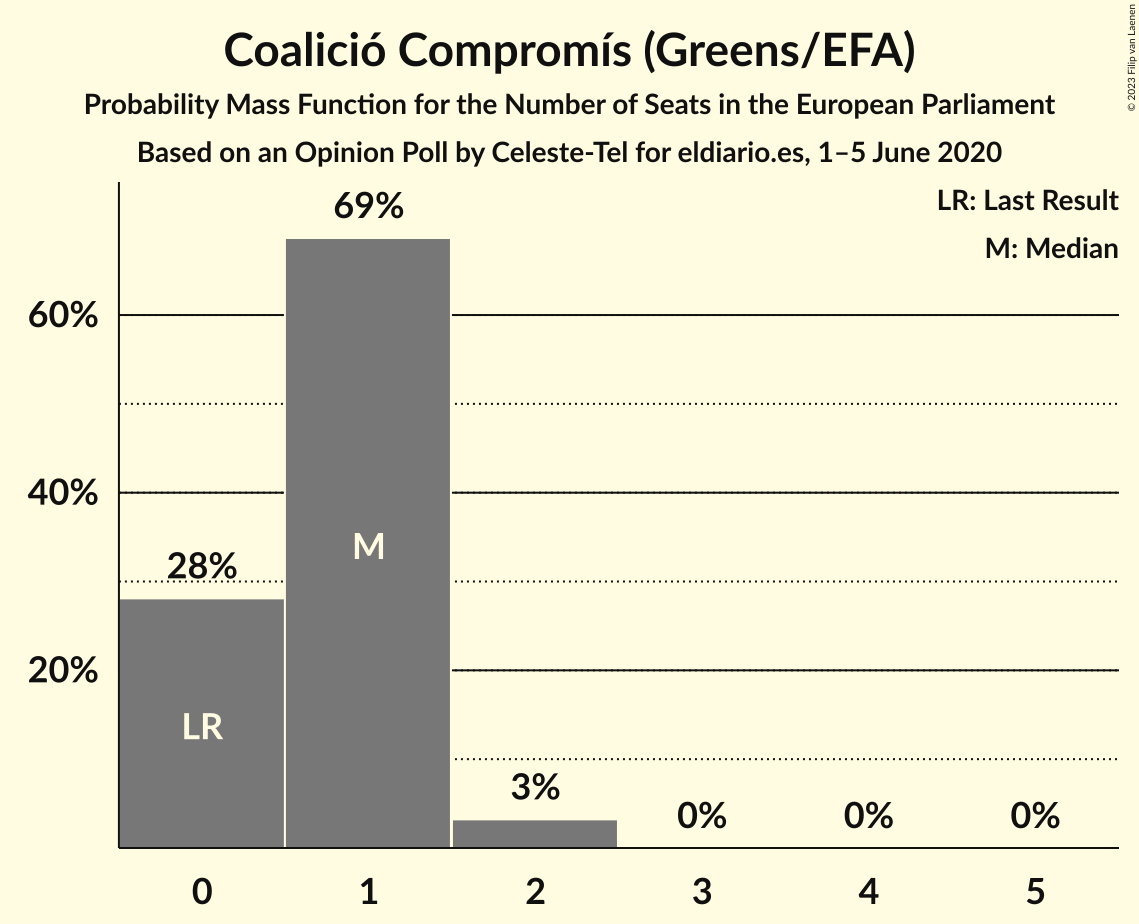 Coalició Compromís (Greens/EFA)
Probability Mass Function for the Number of Seats in the European Parliament
Based on an Opinion Poll by Celeste-Tel for eldiario.es, 1–5 June 2020
© 2023 Filip van Laenen
LR: Last Result
M: Median
69%
60%
40%
M
28%
20%
LR
3%
0%
0%
0%
0
1
2
3
4
5